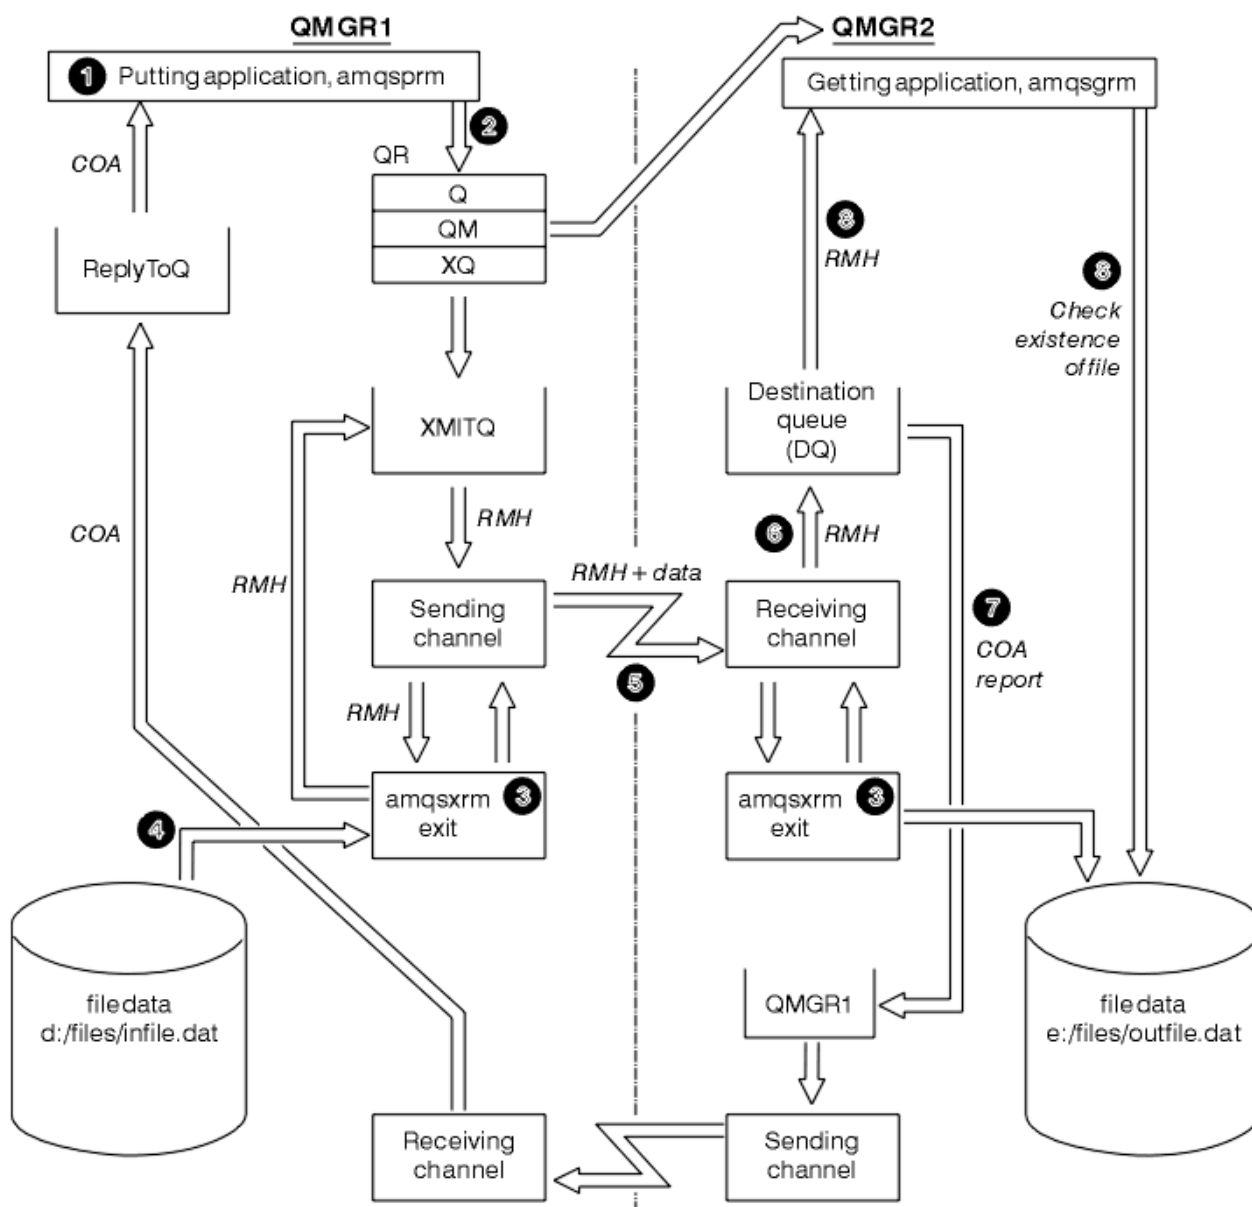 QMGR1
QMGR2
1 Putting application, amqsprm
Getting application, amqsgrm
2
COA
QR
Q
QM
XQ
ReplyToQ
8
RMH
8
Check
existence
of file
XMITQ
Destination
queue
(DQ)
COA
RMH
RMH
6
RMH
RMH + data
Sending
channel
Receiving
channel
7
COA
report
5
RMH
amqsxrm
exit
3
amqsxrm
exit
3
4
file data
d:/files/infile.dat
QMGR1
file data
e:/files/outfile.dat
Receiving
channel
Sending
channel